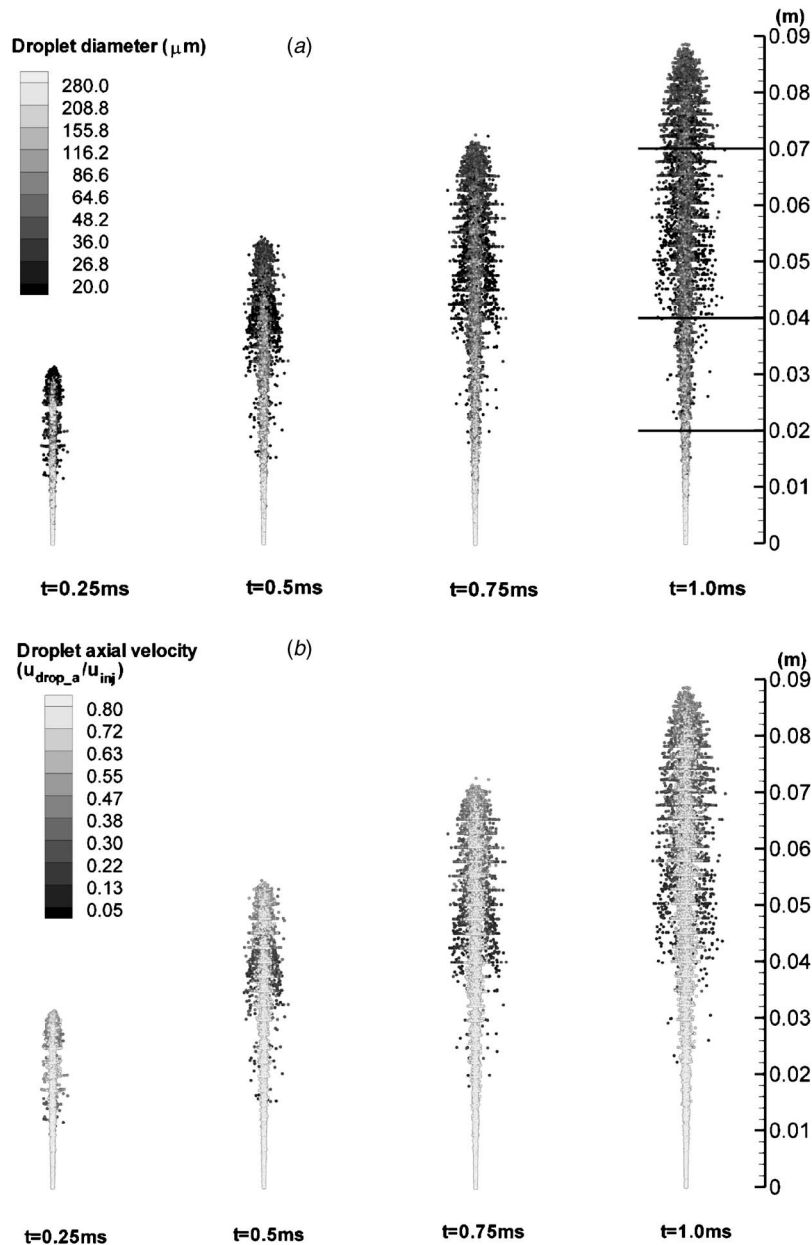 (m)
Droplet diameter (μm)
(a)
280.0
208.8
155.8
116.2
86.6
64.6
48.2
36.0
26.8
20.0
0.09
0.08
0.07
0.06
0.05
0.04
0.03
0.02
0.01
0
t=0.25ms
t=0.5ms
t=0.75ms
t=1.0ms
Droplet axial velocity
(u_drop_a/u_inj)
(b)
(m)
0.80
0.72
0.63
0.55
0.47
0.38
0.30
0.22
0.13
0.05
0.09
0.08
0.07
0.06
0.05
0.04
0.03
0.02
0.01
0
t=0.25ms
t=0.5ms
t=0.75ms
t=1.0ms